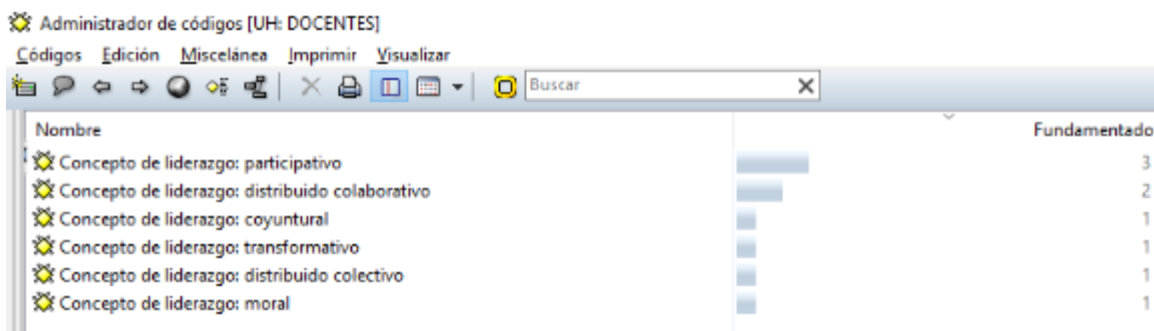 Administrador de códigos [UH: DOCENTES]
Códigos Edición Miscelánea Imprimir Visualizar
Buscar
Nombre Fundamentado
Concepto de liderazgo: participativo 3
Concepto de liderazgo: distribuido colaborativo 2
Concepto de liderazgo: coyuntural 1
Concepto de liderazgo: transformativo 1
Concepto de liderazgo: distribuido colectivo 1
Concepto de liderazgo: moral 1